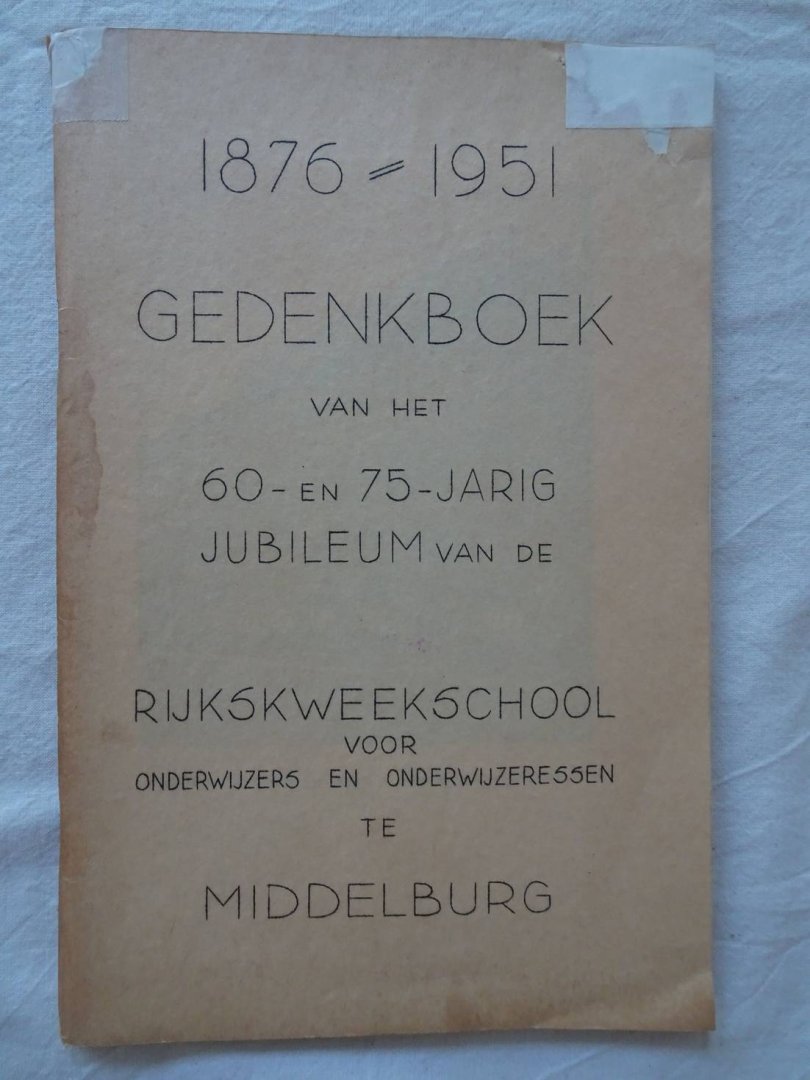 1876 = 1951
GEDENKBOEK
VAN HET
60- EN 75-JARIG
JUBILEUM VAN DE
RIJKSKWEEKSCHOOL
VOOR
ONDERWIJZERS EN ONDERWIJZERESSEN
TE
MIDDELBURG